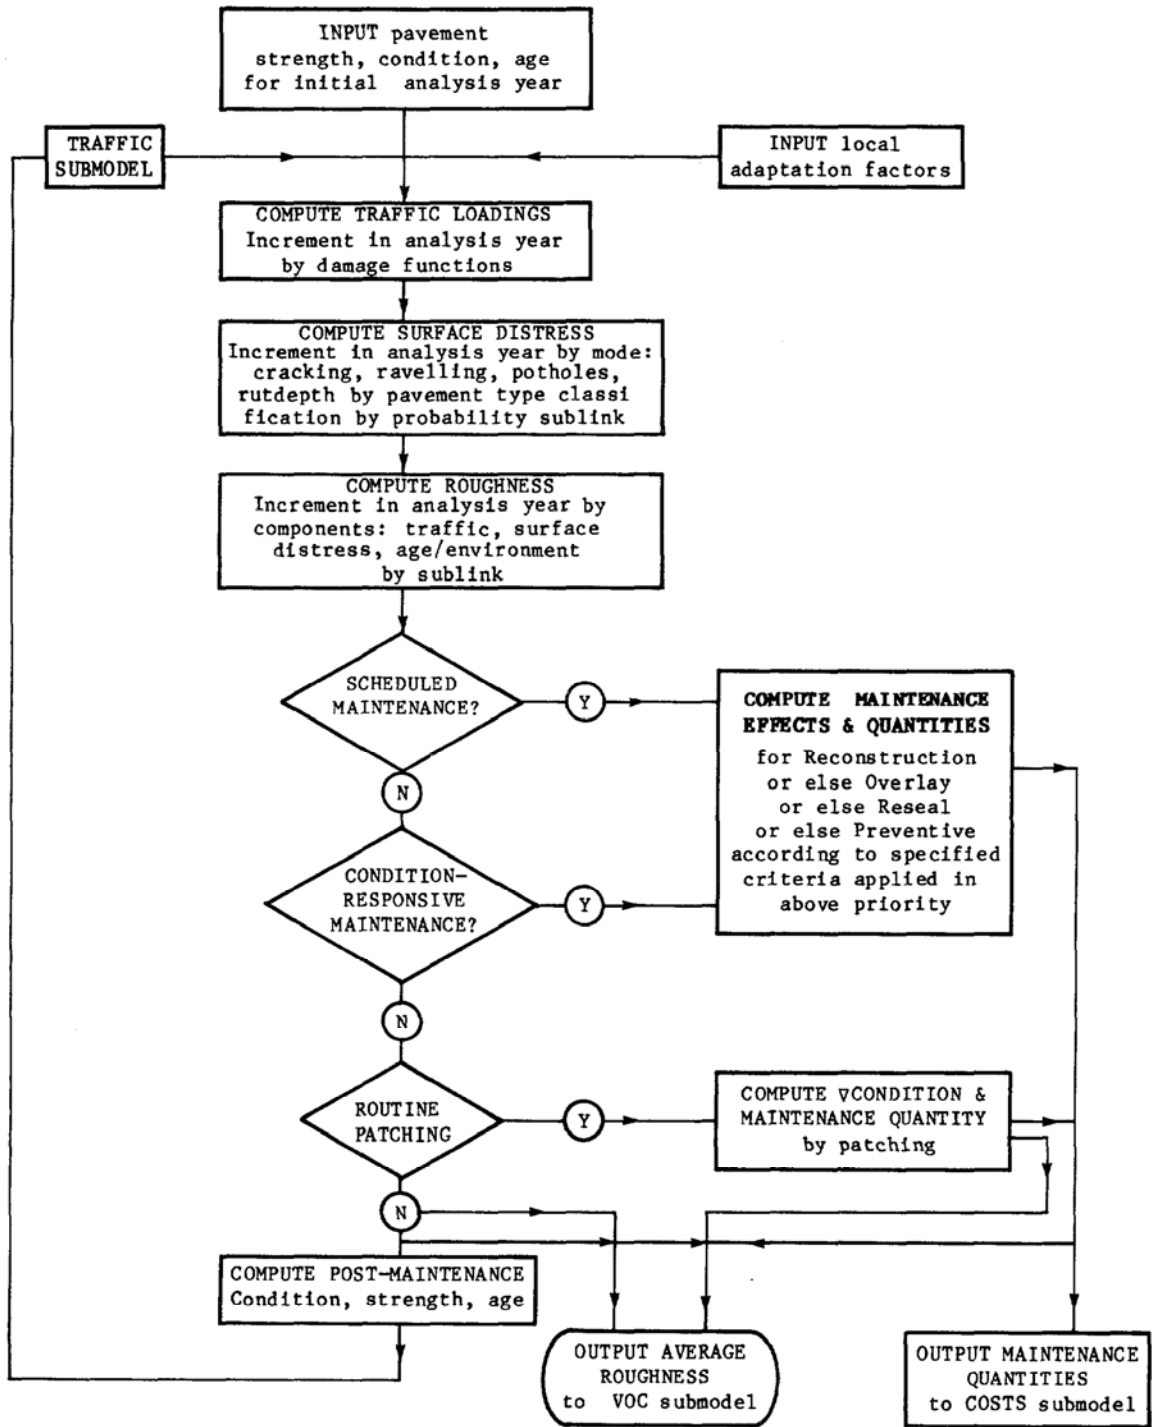 INPUT pavement
strength, condition, age
for initial analysis year
TRAFFIC
SUBMODEL
INPUT local
adaptation factors
COMPUTE TRAFFIC LOADINGS
Increment in analysis year
by damage functions
COMPUTE SURFACE DISTRESS
Increment in analysis year by mode:
cracking, ravelling, potholes,
rutdepth by pavement type classi
fication by probability sublink
COMPUTE ROUGHNESS
Increment in analysis year by
components: traffic, surface
distress, age/environment
by sublink
SCHEDULED
MAINTENANCE?
Y
N
COMPUTE MAINTENANCE
EFFECTS & QUANTITIES
for Reconstruction
or else Overlay
or else Reseal
or else Preventive
according to specified
criteria applied in
above priority
CONDITION-
RESPONSIVE
MAINTENANCE?
Y
N
ROUTINE
PATCHING
Y
COMPUTE ∇CONDITION &
MAINTENANCE QUANTITY
by patching
N
COMPUTE POST-MAINTENANCE
Condition, strength, age
OUTPUT AVERAGE
ROUGHNESS
to VOC submodel
OUTPUT MAINTENANCE
QUANTITIES
to COSTS submodel